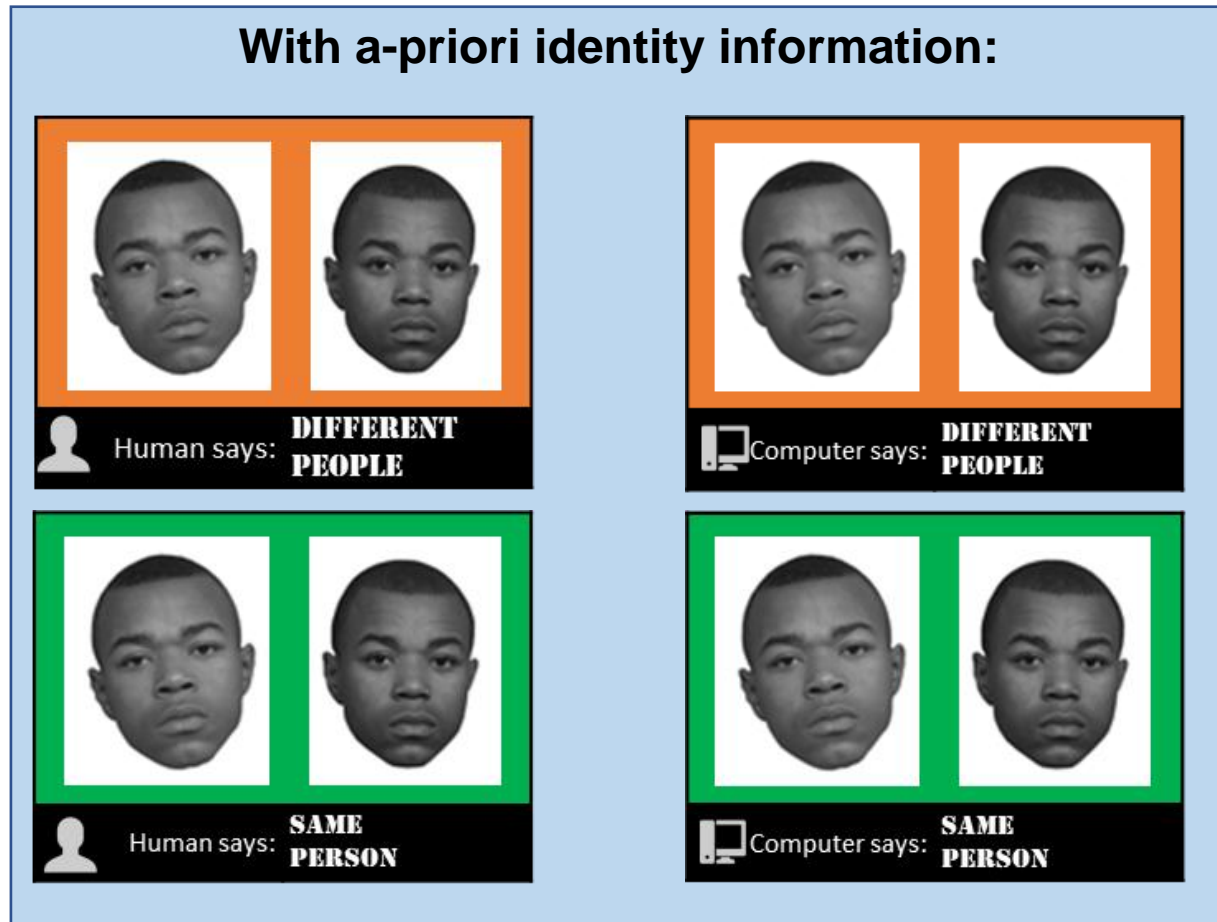 With a-priori identity information:
Human says: DIFFERENT
PEOPLE
Computer says: DIFFERENT
PEOPLE
Human says: SAME
PERSON
Computer says: SAME
PERSON